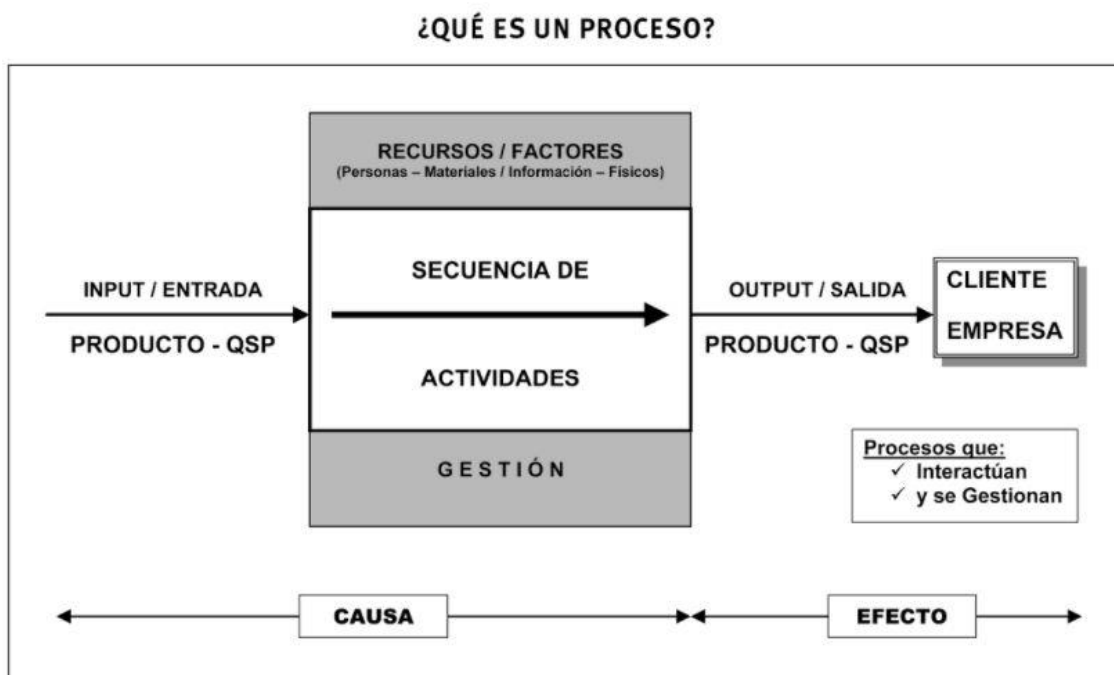 ¿QUÉ ES UN PROCESO?
RECURSOS / FACTORES
(Personas – Materiales / Información – Físicos)
INPUT / ENTRADA
PRODUCTO - QSP
SECUENCIA DE
ACTIVIDADES
OUTPUT / SALIDA
PRODUCTO - QSP
CLIENTE
EMPRESA
GESTIÓN
Procesos que:
✓ Interactúan
✓ y se Gestionan
CAUSA
EFECTO